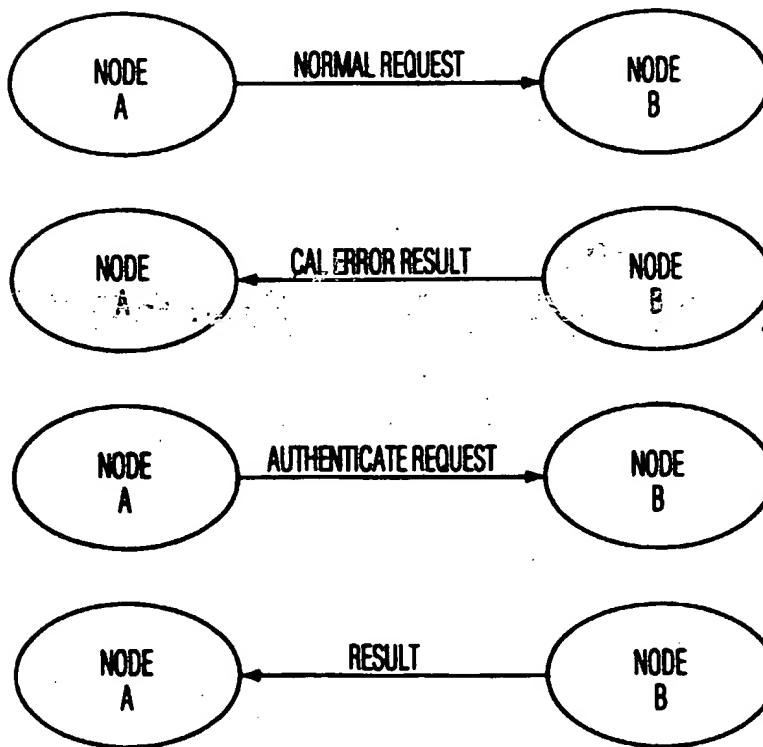 NODE
A
NORMAL REQUEST
NODE
B
NODE
A
CAL ERROR RESULT
NODE
B
NODE
A
AUTHENTICATE REQUEST
NODE
B
NODE
A
RESULT
NODE
B